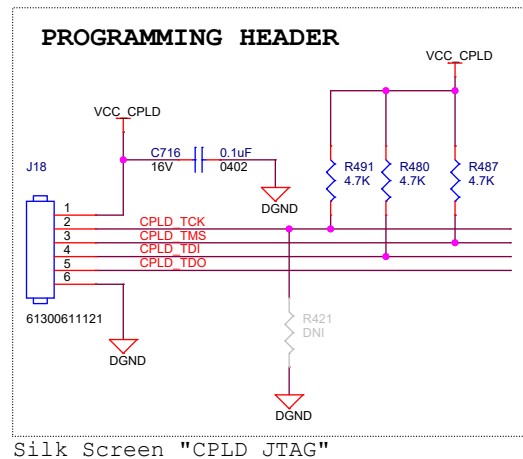 PROGRAMMING HEADER
VCC_CPLD
VCC_CPLD
C716 0.1uF
16V 0402
J18
R491 R480 R487
4.7K 4.7K 4.7K
DGND
1
2 CPLD_TCK
3 CPLD_TMS
4 CPLD_TDI
5 CPLD_TDO
6
61300611121
R421
DNI
DGND
DGND
Silk Screen "CPLD JTAG"